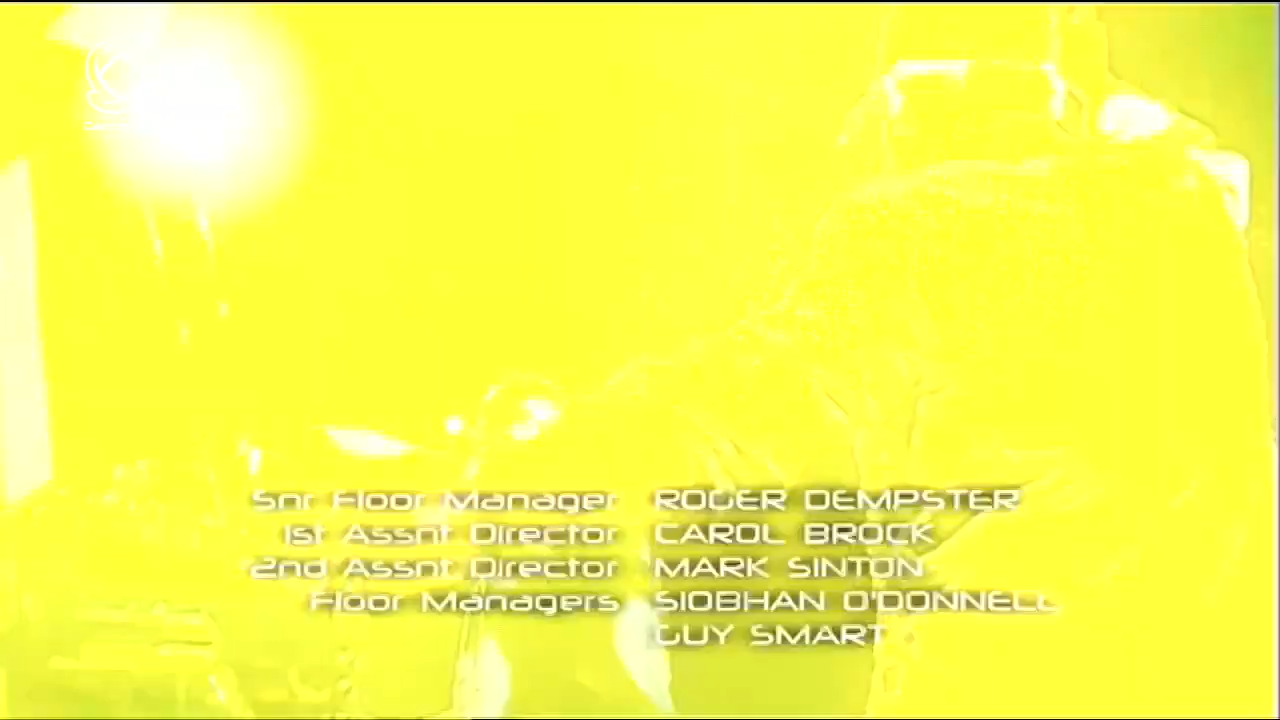 Snr Floor Manager ROGER DEMPSTER
1st Assnt Director CAROL BROCK
2nd Assnt Director MARK SINTON
Floor Managers SIOBHAN O'DONNELL
GUY SMART